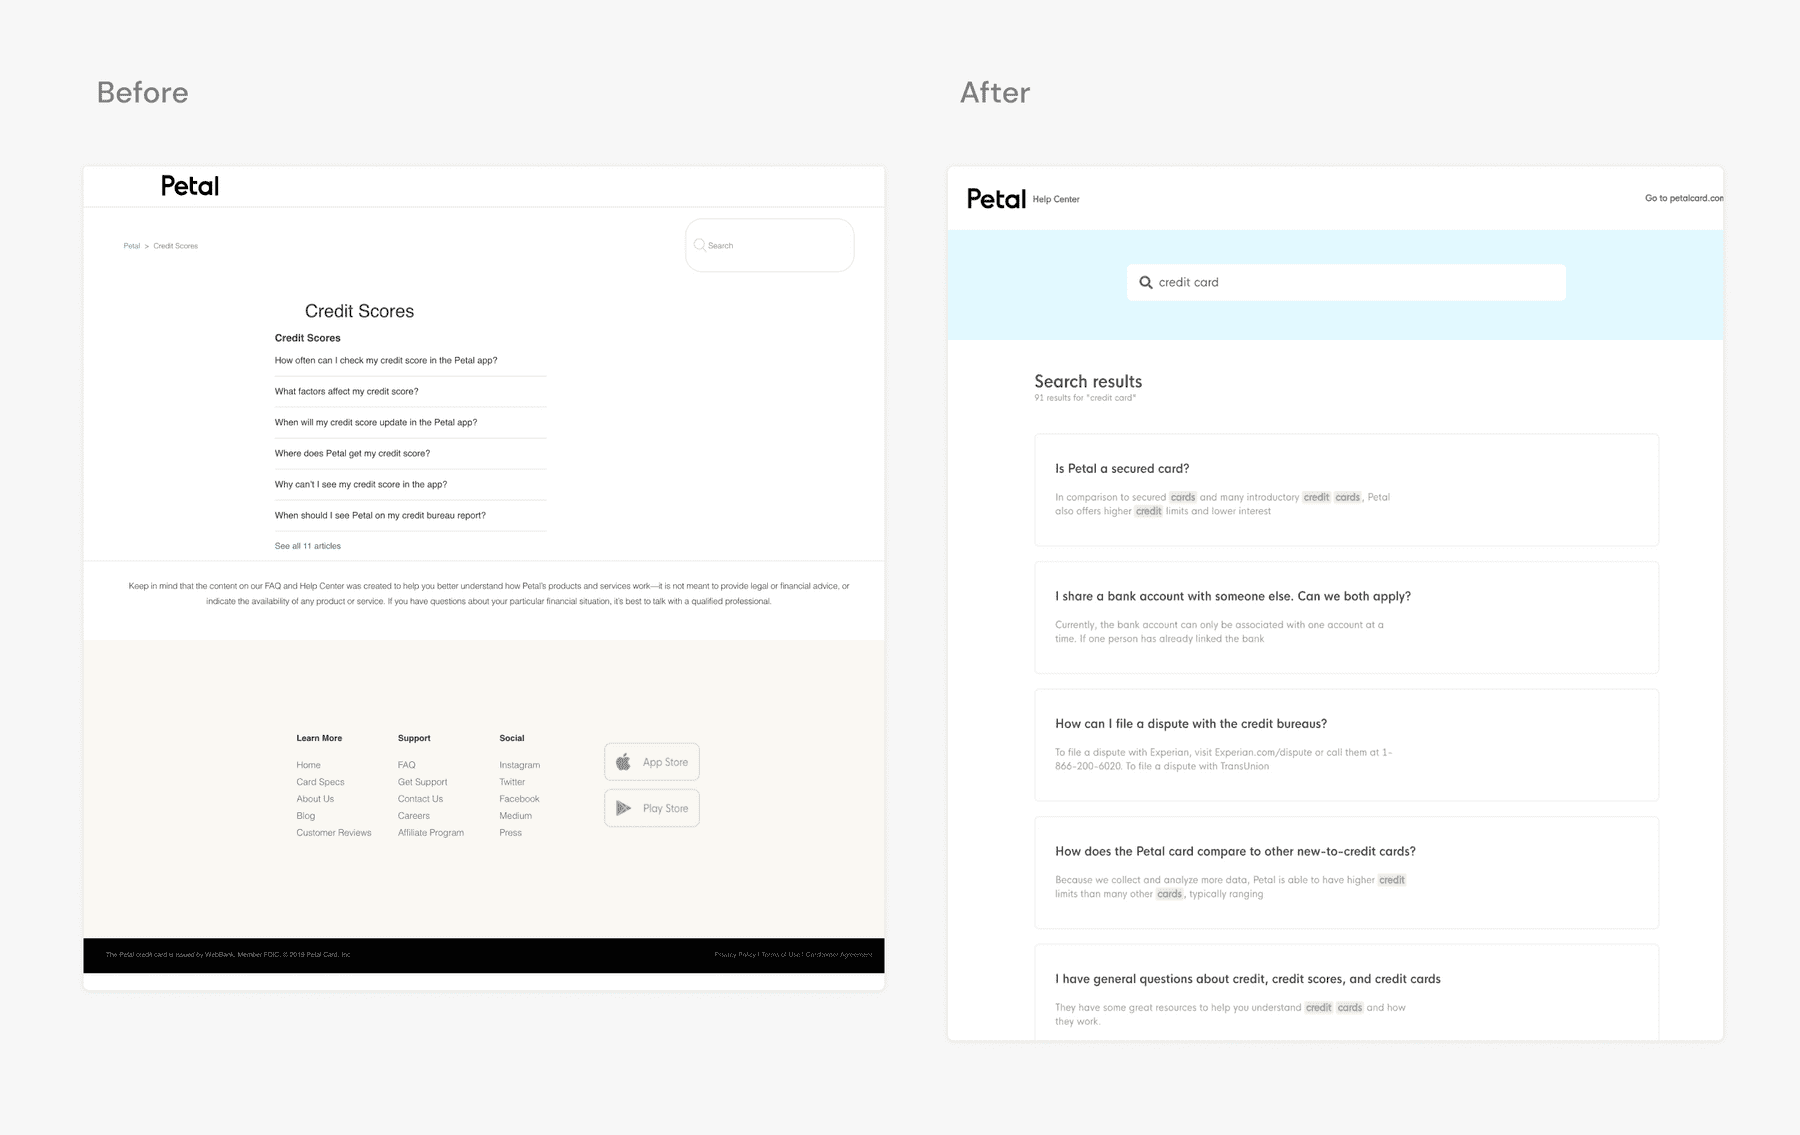 Before
After
Petal
Petal > Credit Scores
Search
Credit Scores
Credit Scores
How often can I check my credit score in the Petal app?
What factors affect my credit score?
When will my credit score update in the Petal app?
Where does Petal get my credit score?
Why can't I see my credit score in the app?
When should I see Petal on my credit bureau report?
See all 11 articles
Keep in mind that the content on our FAQ and Help Center was created to help you better understand how Petal's products and services work—it is not meant to provide legal or financial advice, or
indicate the availability of any product or service. If you have questions about your particular financial situation, it's best to talk with a qualified professional.
Learn More
Home
Card Specs
About Us
Blog
Customer Reviews
Support
FAQ
Get Support
Contact Us
Careers
Affiliate Program
Social
Instagram
Twitter
Facebook
Medium
Press
App Store
Play Store
The Petal credit card is issued by WebBank, Member FDIC. © 2019 Petal Card, Inc
Privacy Policy | Terms of Use | Cardholder Agreement
Petal Help Center
Go to petalcard.com
credit card
Search results
91 results for "credit card"
Is Petal a secured card?
In comparison to secured cards and many introductory credit cards, Petal
also offers higher credit limits and lower interest
I share a bank account with someone else. Can we both apply?
Currently, the bank account can only be associated with one account at a
time. If one person has already linked the bank
How can I file a dispute with the credit bureaus?
To file a dispute with Experian, visit Experian.com/dispute or call them at 1-
866-200-6020. To file a dispute with TransUnion
How does the Petal card compare to other new-to-credit cards?
Because we collect and analyze more data, Petal is able to have higher credit
limits than many other cards, typically ranging
I have general questions about credit, credit scores, and credit cards
They have some great resources to help you understand credit cards and how
they work.